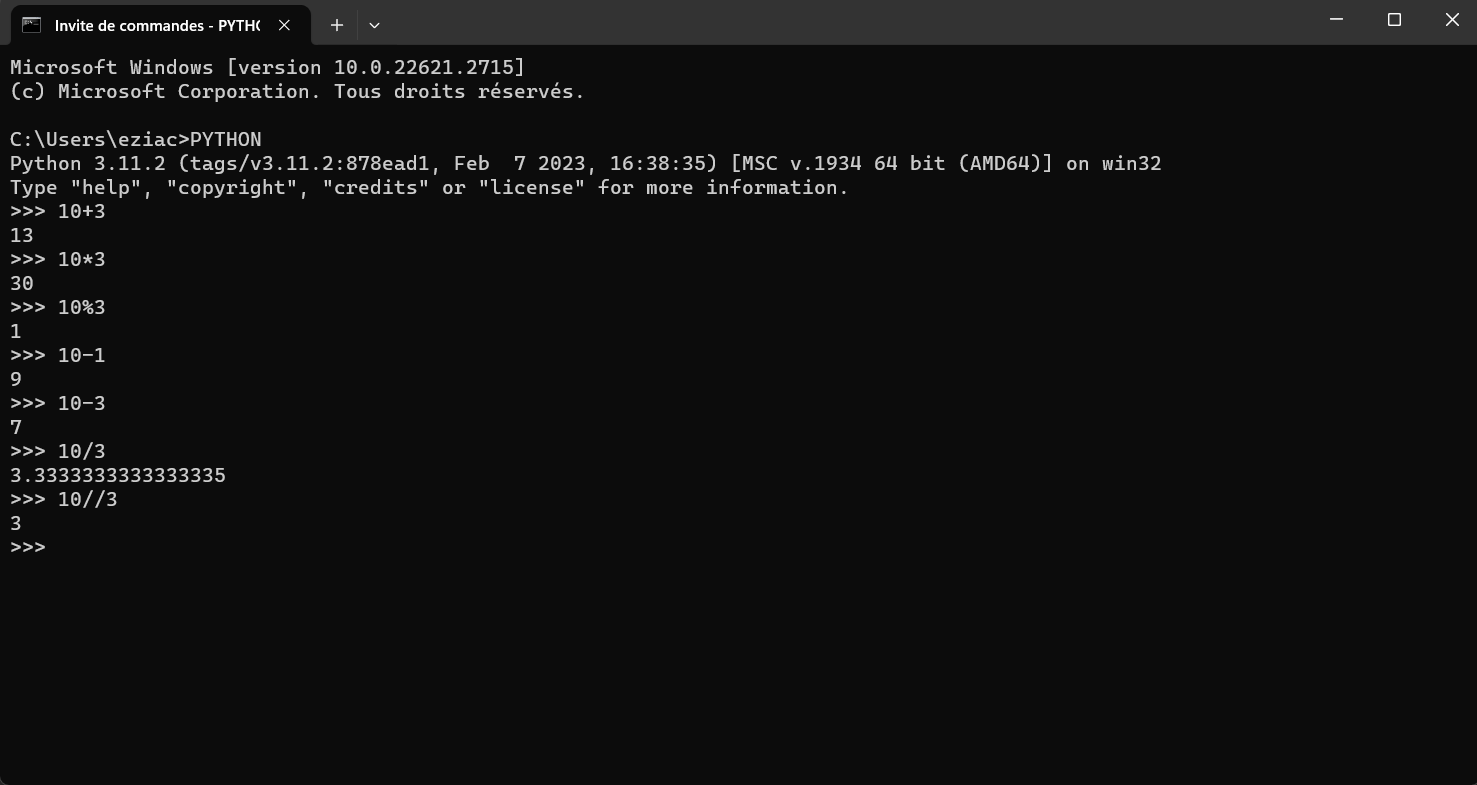 Invite de commandes - PYTH
Microsoft Windows [version 10.0.22621.2715]
(c) Microsoft Corporation. Tous droits réservés.
C:\Users\eziac>PYTHON
Python 3.11.2 (tags/v3.11.2:878ead1, Feb  7 2023, 16:38:35) [MSC v.1934 64 bit (AMD64)] on win32
Type "help", "copyright", "credits" or "license" for more information.
>>> 10+3
13
>>> 10*3
30
>>> 10%3
1
>>> 10-1
9
>>> 10-3
7
>>> 10/3
3.3333333333333335
>>> 10//3
3
>>>